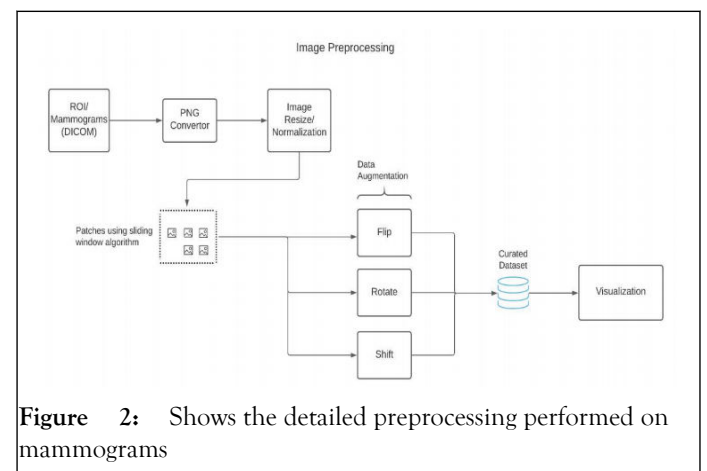 Image Preprocessing
ROI/
Mammograms
(DICOM)
PNG
Convertor
Image
Resize/
Normalization
Data
Augmentation
Patches using sliding
window algorithm
Flip
Rotate
Shift
Curated
Dataset
Visualization
Figure 2: Shows the detailed preprocessing performed on
mammograms